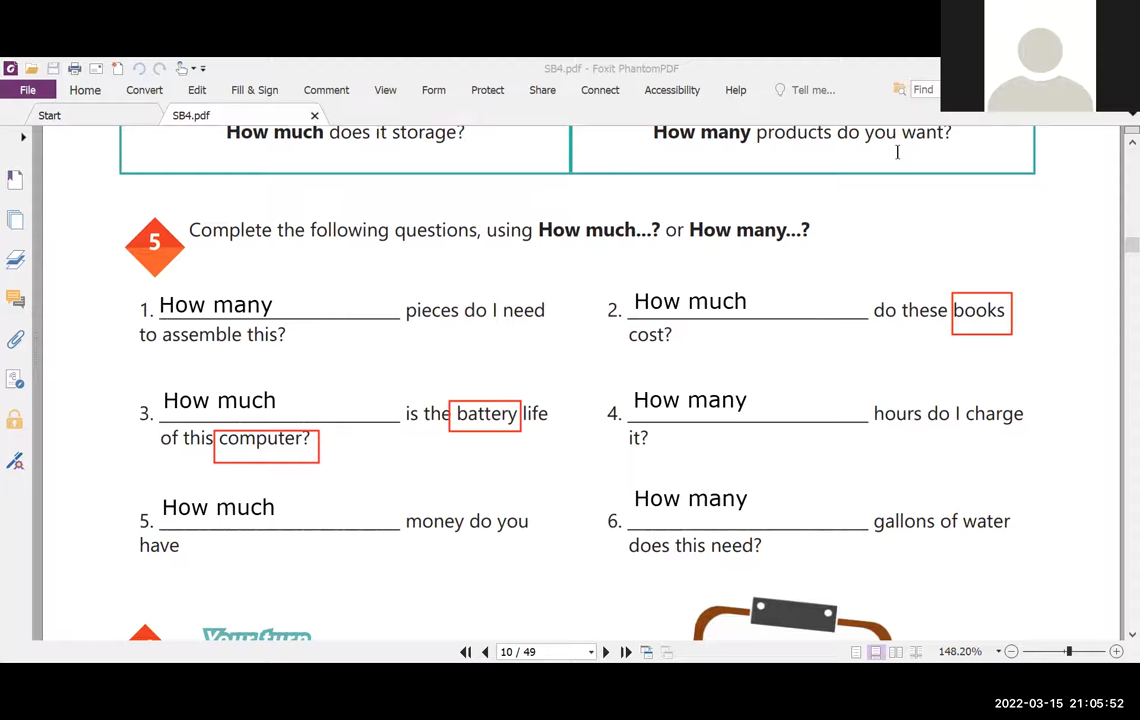 SB4.pdf - Foxit PhantomPDF
File Home Convert Edit Fill & Sign Comment View Form Protect Share Connect Accessibility Help Tell me... Find
Start SB4.pdf
How much does it storage? How many products do you want?
5 Complete the following questions, using How much...? or How many...?
1. How many pieces do I need
to assemble this?
2. How much do these books
cost?
3. How much is the battery life
of this computer?
4. How many hours do I charge
it?
5. How much money do you
have
6. How many gallons of water
does this need?
Your turn
10 / 49 148.20%
2022-03-15 21:05:52